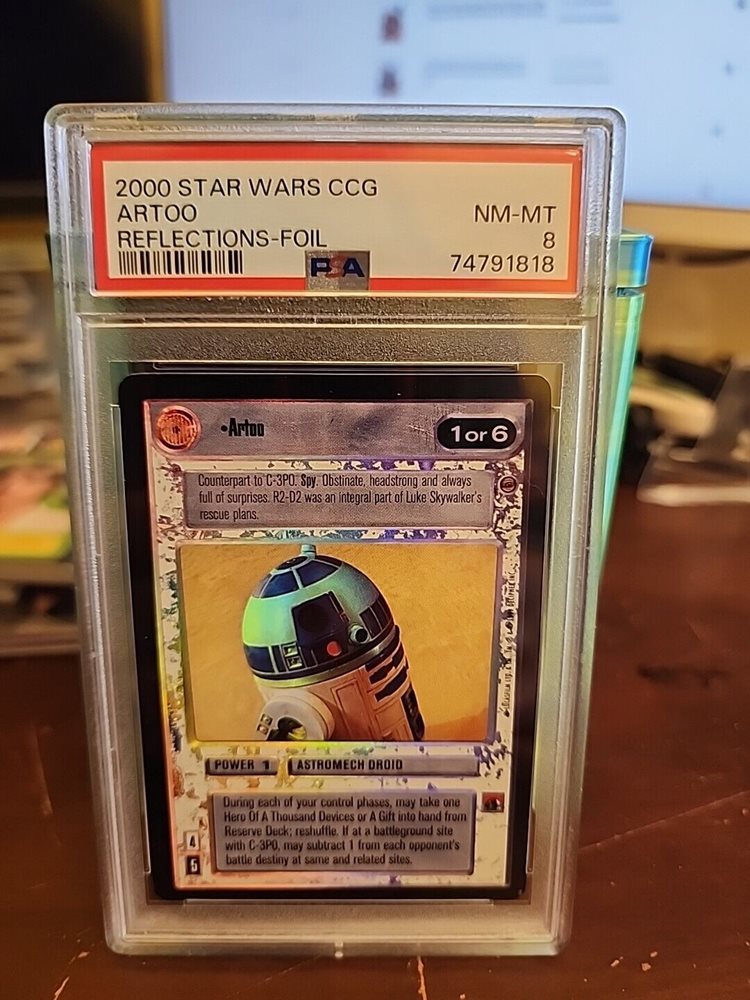 2000 STAR WARS CCG
ARTOO
NM-MT
REFLECTIONS-FOIL
8
PSA
74791818
•Artoo
1 or 6
Counterpart to C-3PO. Spy. Obstinate, headstrong and always
full of surprises. R2-D2 was an integral part of Luke Skywalker's
rescue plans.
POWER 1
ASTROMECH DROID
During each of your control phases, may take one
Hero Of A Thousand Devices or A Gift into hand from
Reserve Deck; reshuffle. If at a battleground site
with C-3PO, may subtract 1 from each opponent's
battle destiny at same and related sites.
4
5